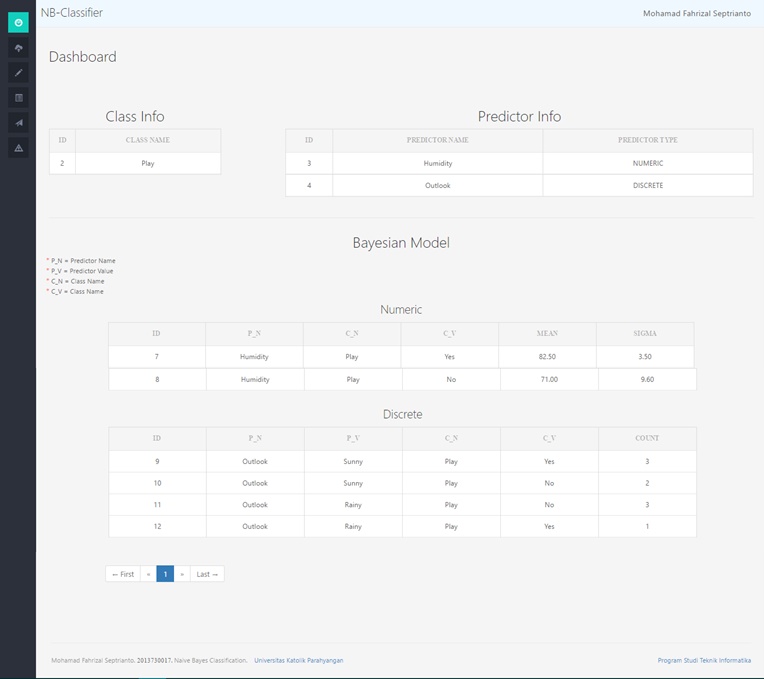 NB-Classifier
Mohamad Fahrizal Septrianto
Dashboard
Class Info
ID CLASS NAME
2 Play
Predictor Info
ID PREDICTOR NAME PREDICTOR TYPE
3 Humidity NUMERIC
4 Outlook DISCRETE
Bayesian Model
* P_N = Predictor Name
* P_V = Predictor Value
* C_N = Class Name
* C_V = Class Name
Numeric
ID P_N C_N C_V MEAN SIGMA
7 Humidity Play Yes 82.50 3.50
8 Humidity Play No 71.00 9.60
Discrete
ID P_N P_V C_N C_V COUNT
9 Outlook Sunny Play Yes 3
10 Outlook Sunny Play No 2
11 Outlook Rainy Play No 3
12 Outlook Rainy Play Yes 1
← First « 1 » Last →
Mohamad Fahrizal Septrianto. 2013730017. Naive Bayes Classification. Universitas Katolik Parahyangan
Program Studi Teknik Informatika